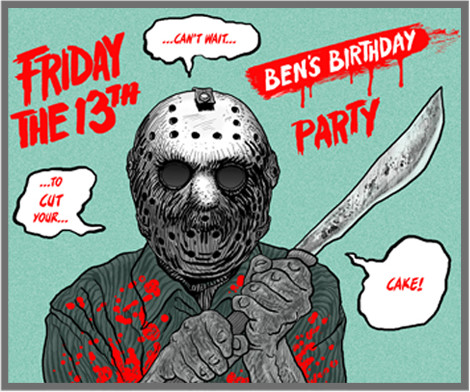 FRIDAY
THE 13TH
...CAN'T WAIT...
BEN'S BIRTHDAY
PARTY
...TO
CUT
YOUR...
CAKE!